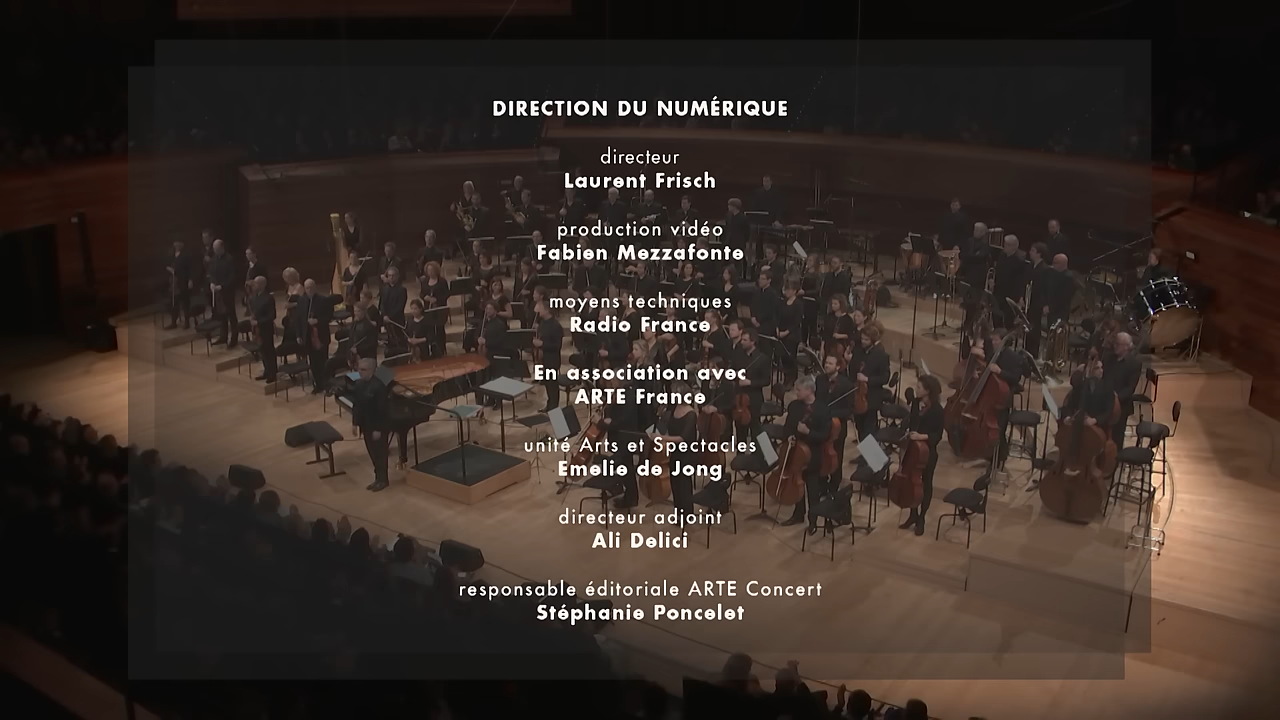 DIRECTION DU NUMÉRIQUE
directeur
Laurent Frisch
production vidéo
Fabien Mezzafonte
moyens techniques
Radio France
En association avec
ARTE France
unité Arts et Spectacles
Emelie de Jong
directeur adjoint
Ali Delici
responsable éditoriale ARTE Concert
Stéphanie Poncelet